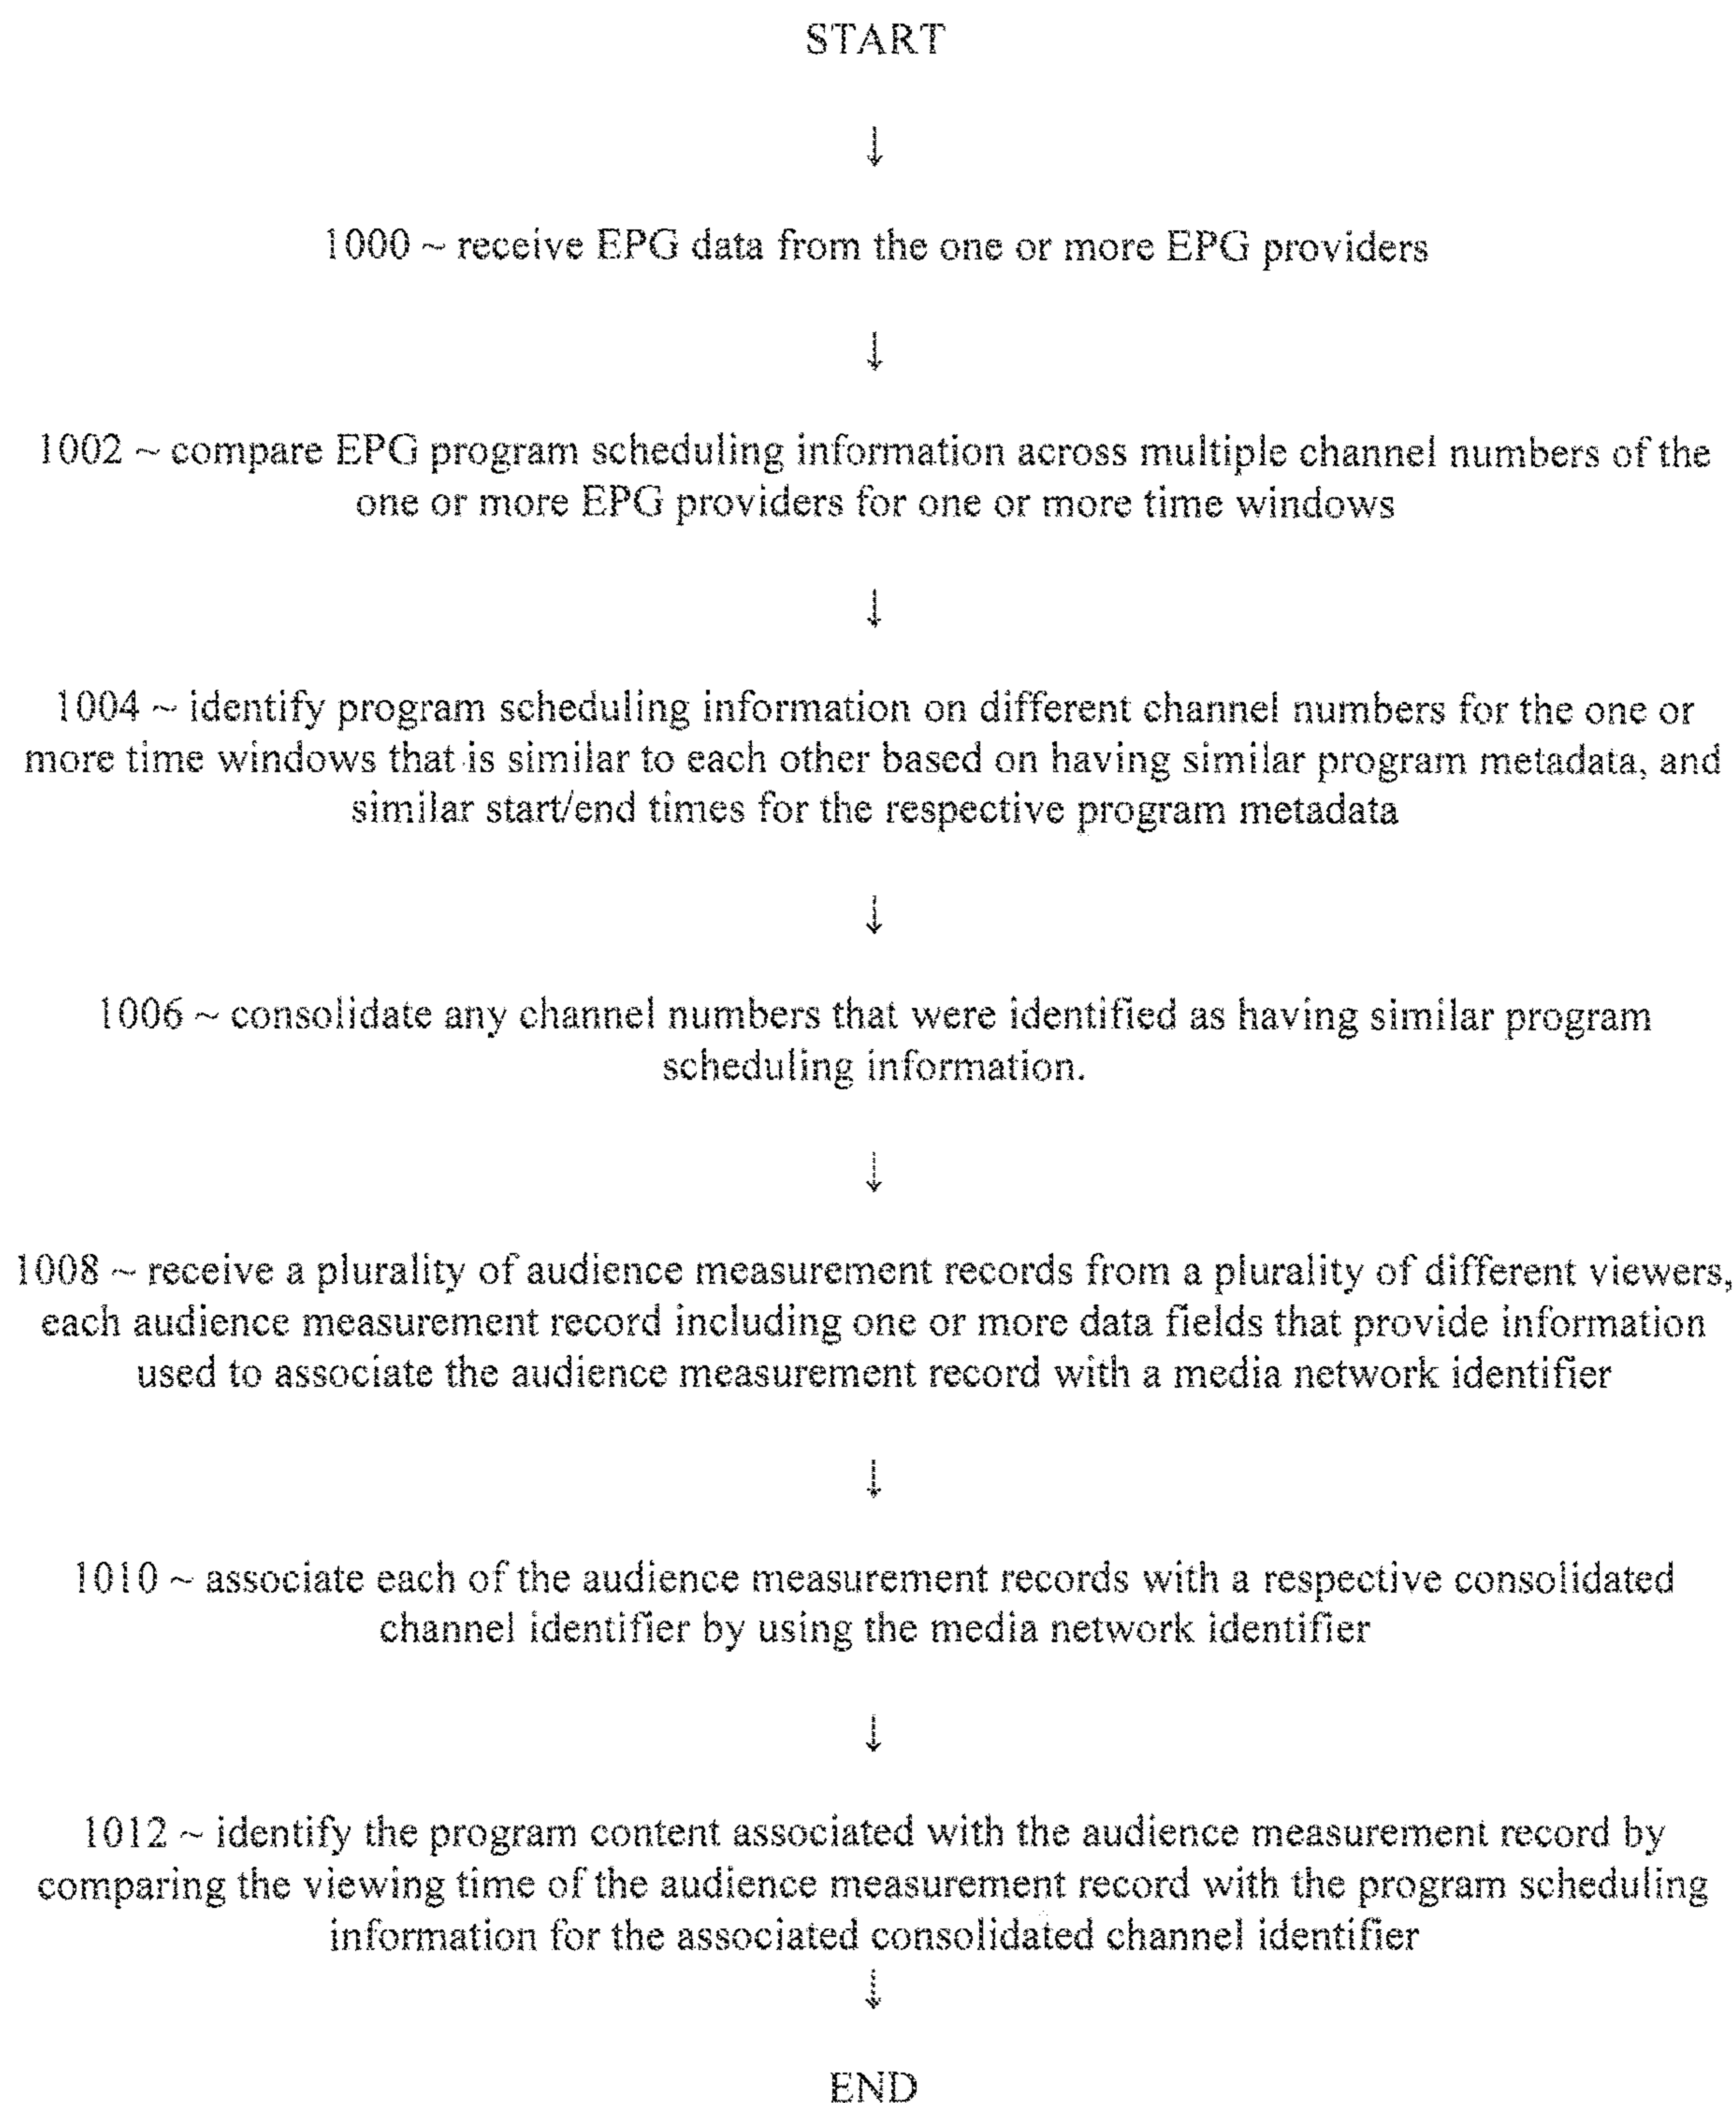 START
↓
1000 ~ receive EPG data from the one or more EPG providers
↓
1002 ~ compare EPG program scheduling information across multiple channel numbers of the
one or more EPG providers for one or more time windows
↓
1004 ~ identify program scheduling information on different channel numbers for the one or
more time windows that is similar to each other based on having similar program metadata, and
similar start/end times for the respective program metadata
↓
1006 ~ consolidate any channel numbers that were identified as having similar program
scheduling information.
↓
1008 ~ receive a plurality of audience measurement records from a plurality of different viewers,
each audience measurement record including one or more data fields that provide information
used to associate the audience measurement record with a media network identifier
↓
1010 ~ associate each of the audience measurement records with a respective consolidated
channel identifier by using the media network identifier
↓
1012 ~ identify the program content associated with the audience measurement record by
comparing the viewing time of the audience measurement record with the program scheduling
information for the associated consolidated channel identifier
↓
END